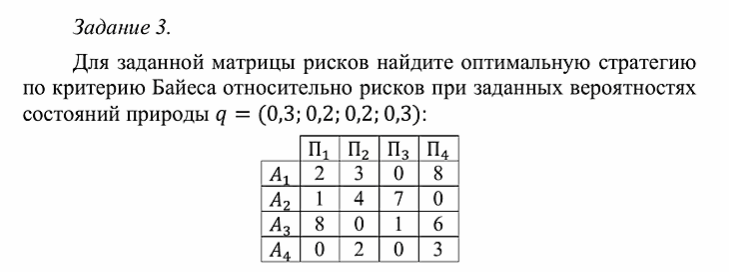 Задание 3.
Для заданной матрицы рисков найдите оптимальную стратегию
по критерию Байеса относительно рисков при заданных вероятностях
состояний природы q = (0,3; 0,2; 0,2; 0,3):
П₁ П₂ П₃ П₄
A₁ 2 3 0 8
A₂ 1 4 7 0
A₃ 8 0 1 6
A₄ 0 2 0 3